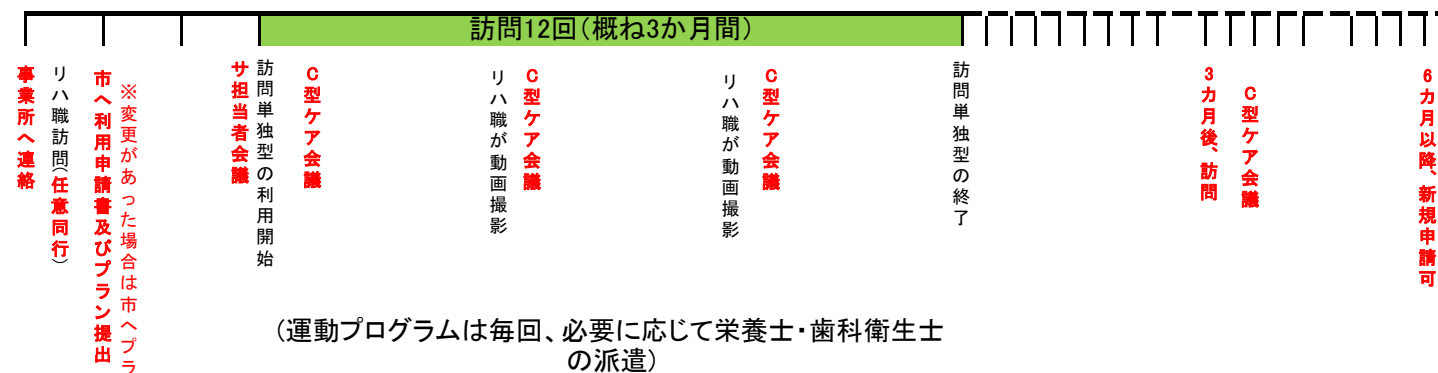 訪問12回（概ね3か月間）
事業所へ連絡
リハ職訪問（任意同行）
市へ利用申請書及びプラン提出
※変更があった場合は市へプラ
サ担当者会議
訪問単独型の利用開始
C型ケア会議
リハ職が動画撮影
C型ケア会議
リハ職が動画撮影
C型ケア会議
訪問単独型の終了
3カ月後、訪問
C型ケア会議
6カ月以降、新規申請可
（運動プログラムは毎回、必要に応じて栄養士・歯科衛生士
の派遣）